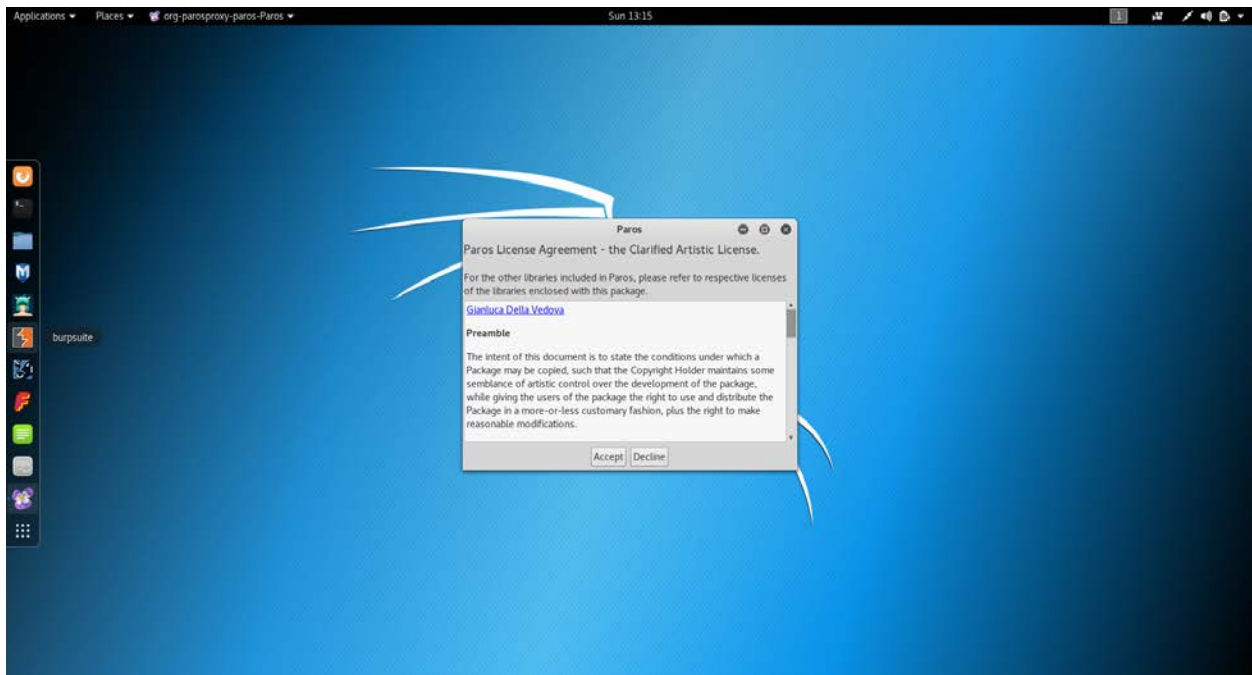 Applications Places org-parosproxy-paros-Paros Sun 13:15 1
Paros
Paros License Agreement - the Clarified Artistic License.
For the other libraries included in Paros, please refer to respective licenses
of the libraries enclosed with this package.
Gianluca Della Vedova
Preamble
burpsuite
The intent of this document is to state the conditions under which a
Package may be copied, such that the Copyright Holder maintains some
semblance of artistic control over the development of the package,
while giving the users of the package the right to use and distribute the
Package in a more-or-less customary fashion, plus the right to make
reasonable modifications.
Accept Decline